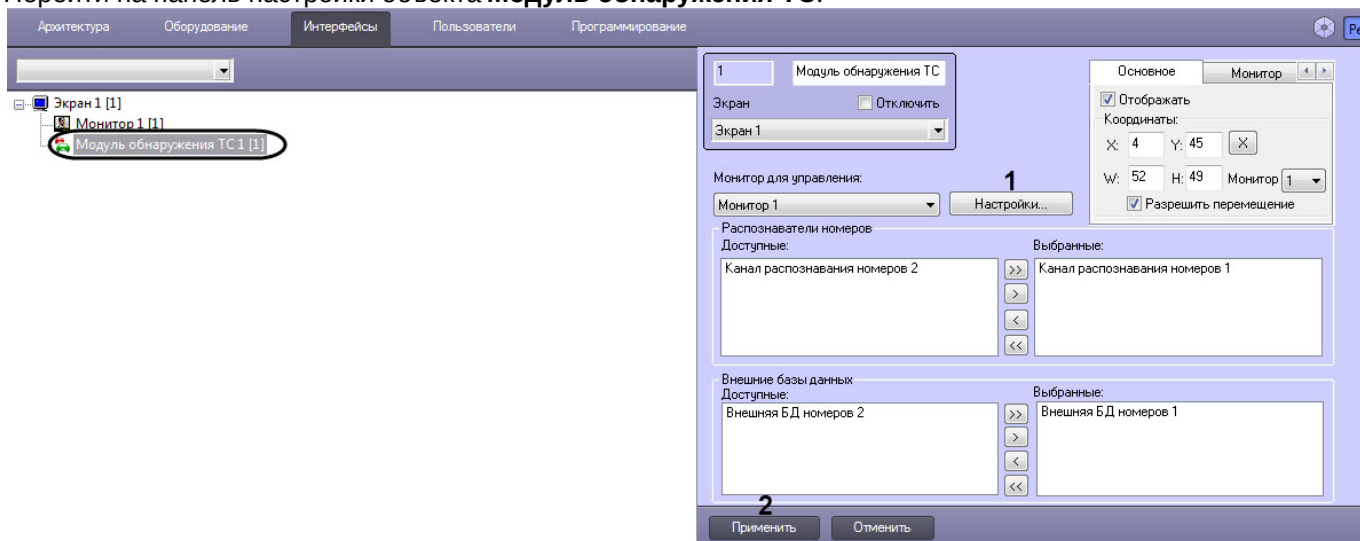 Перейти на панель настройки объекта Модуль обнаружения ТС.
Архитектура Оборудование Интерфейсы Пользователи Программирование
Экран 1 [1]
Монитор 1 [1]
Модуль обнаружения ТС 1 [1]
1 Модуль обнаружения ТС
Экран Отключить
Экран 1
Основное Монитор
Отображать
Координаты:
X: 4 Y: 45 X
W: 52 H: 49 Монитор 1
Разрешить перемещение
Монитор для управления:
1
Монитор 1 Настройки...
Распознаватели номеров
Доступные: Выбранные:
Канал распознавания номеров 2 >> Канал распознавания номеров 1
>
<
<<
Внешние базы данных
Доступные: Выбранные:
Внешняя БД номеров 2 >> Внешняя БД номеров 1
>
<
<<
2
Применить Отменить